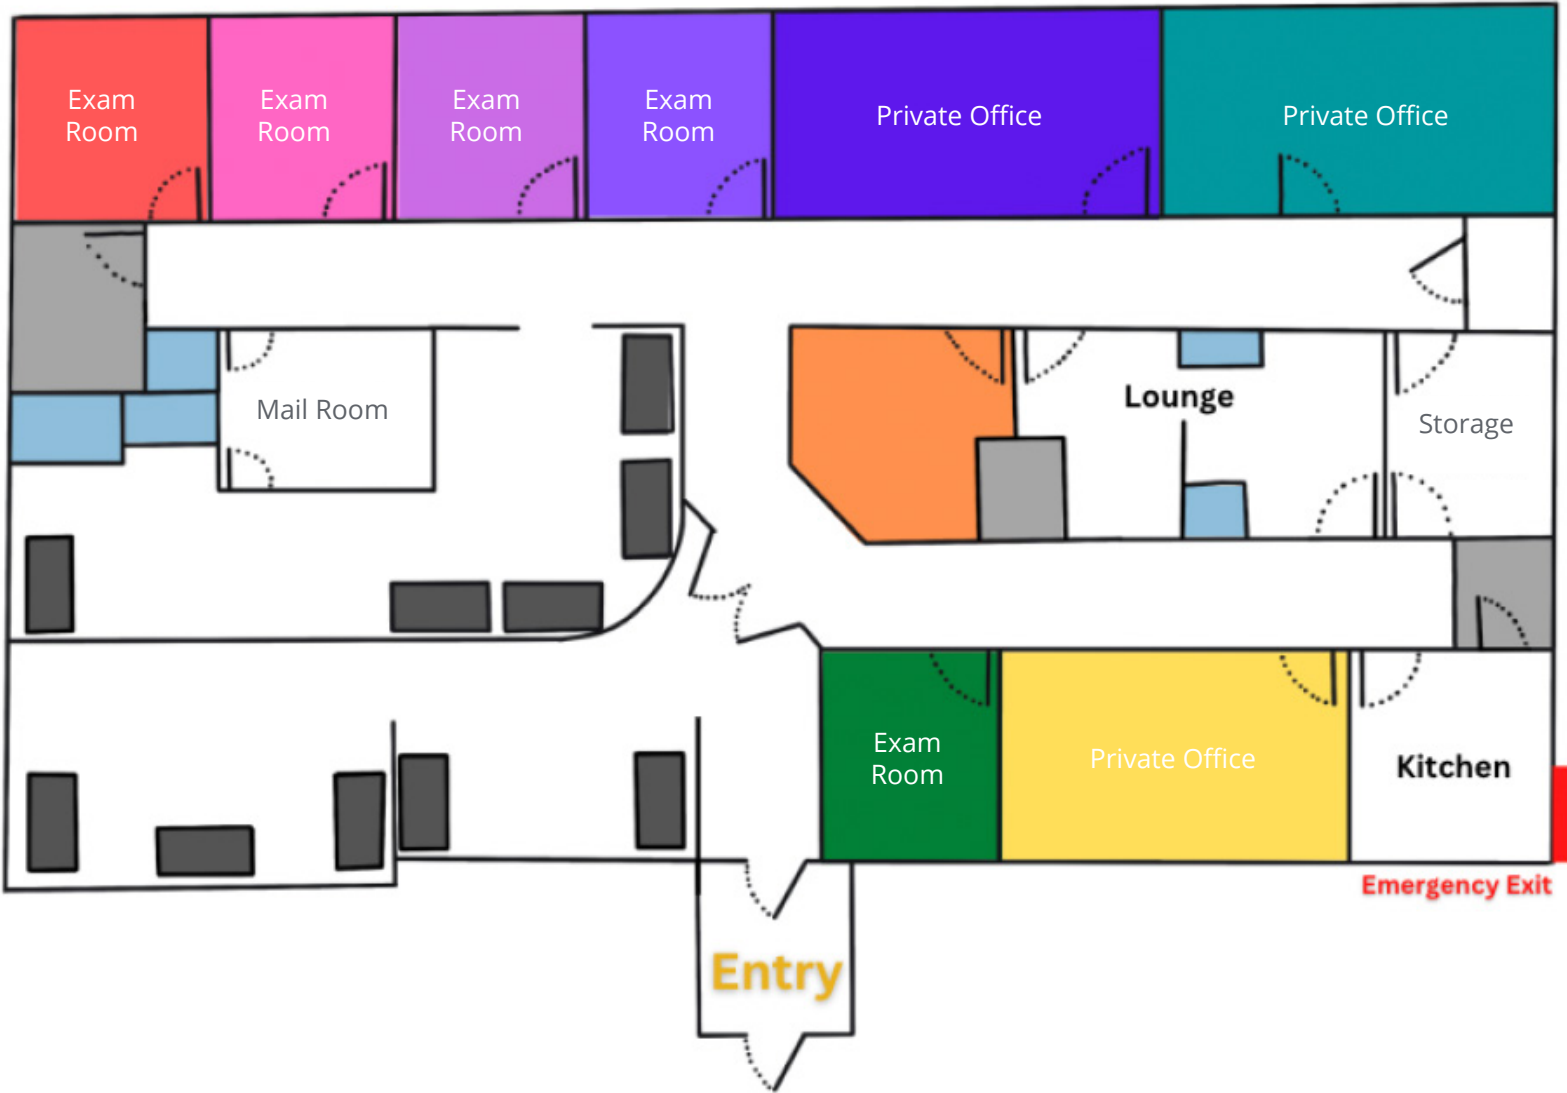 Exam
Room
Exam
Room
Exam
Room
Exam
Room
Private Office
Private Office
Mail Room
Lounge
Storage
Exam
Room
Private Office
Kitchen
Emergency Exit
Entry